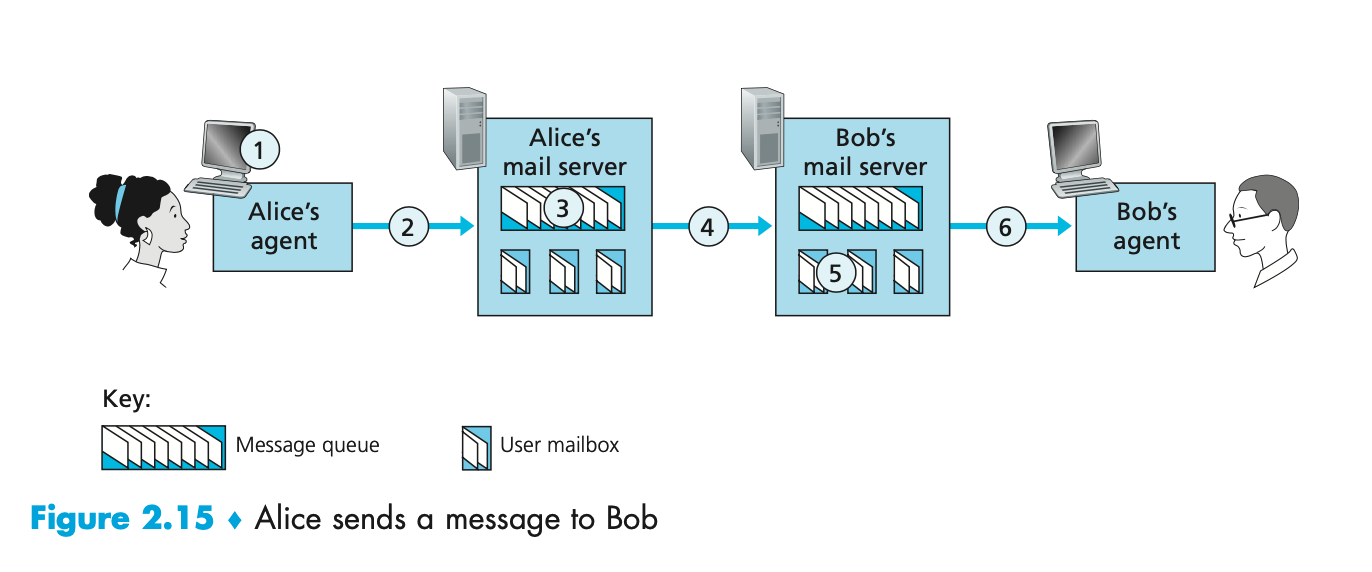 1
Alice's
agent
2
Alice's
mail server
3
4
Bob's
mail server
5
6
Bob's
agent
Key:
Message queue
User mailbox
Figure 2.15 ♦ Alice sends a message to Bob